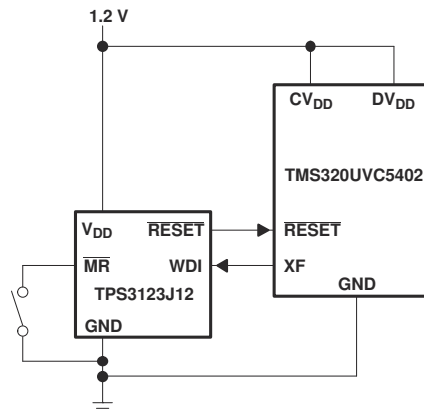 1.2 V
CVDD DVDD
TMS320UVC5402
VDD RESET RESET
MR WDI XF
TPS3123J12
GND
GND